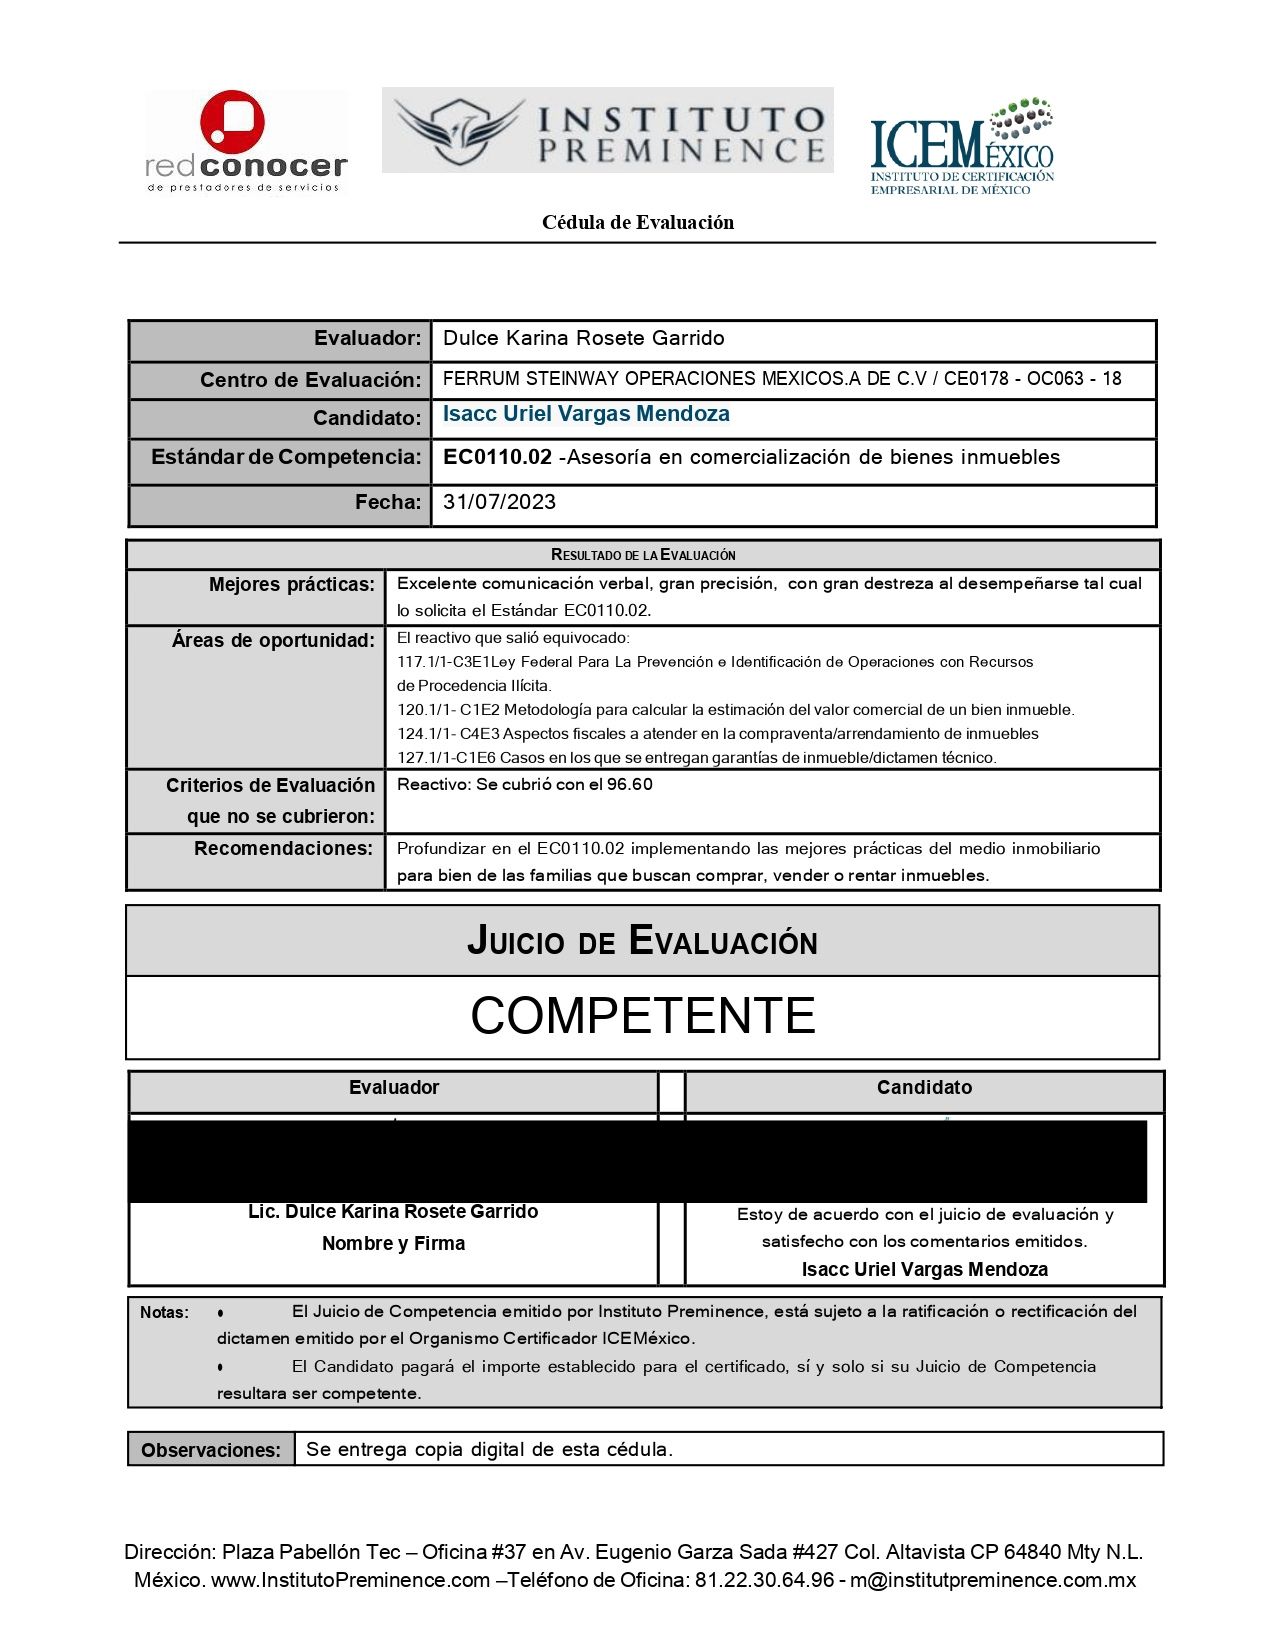 redconocer
de prestadores de servicios
INSTITUTO
PREMINENCE
ICEMÉXICO
INSTITUTO DE CERTIFICACIÓN
EMPRESARIAL DE MÉXICO
Cédula de Evaluación
Evaluador: Dulce Karina Rosete Garrido
Centro de Evaluación: FERRUM STEINWAY OPERACIONES MEXICOS.A DE C.V / CE0178 - OC063 - 18
Candidato: Isacc Uriel Vargas Mendoza
Estándar de Competencia: EC0110.02 -Asesoría en comercialización de bienes inmuebles
Fecha: 31/07/2023
RESULTADO DE LA EVALUACIÓN
Mejores prácticas: Excelente comunicación verbal, gran precisión, con gran destreza al desempeñarse tal cual
lo solicita el Estándar EC0110.02.
Áreas de oportunidad: El reactivo que salió equivocado:
117.1/1-C3E1Ley Federal Para La Prevención e Identificación de Operaciones con Recursos
de Procedencia Ilícita.
120.1/1- C1E2 Metodología para calcular la estimación del valor comercial de un bien inmueble.
124.1/1- C4E3 Aspectos fiscales a atender en la compraventa/arrendamiento de inmuebles
127.1/1-C1E6 Casos en los que se entregan garantías de inmueble/dictamen técnico.
Criterios de Evaluación Reactivo: Se cubrió con el 96.60
que no se cubrieron:
Recomendaciones: Profundizar en el EC0110.02 implementando las mejores prácticas del medio inmobiliario
para bien de las familias que buscan comprar, vender o rentar inmuebles.
JUICIO DE EVALUACIÓN
COMPETENTE
Evaluador Candidato
Lic. Dulce Karina Rosete Garrido
Nombre y Firma
Estoy de acuerdo con el juicio de evaluación y
satisfecho con los comentarios emitidos.
Isacc Uriel Vargas Mendoza
Notas: • El Juicio de Competencia emitido por Instituto Preminence, está sujeto a la ratificación o rectificación del
dictamen emitido por el Organismo Certificador ICEMéxico.
• El Candidato pagará el importe establecido para el certificado, sí y solo si su Juicio de Competencia
resultara ser competente.
Observaciones: Se entrega copia digital de esta cédula.
Dirección: Plaza Pabellón Tec – Oficina #37 en Av. Eugenio Garza Sada #427 Col. Altavista CP 64840 Mty N.L.
México. www.InstitutoPreminence.com –Teléfono de Oficina: 81.22.30.64.96 - m@institutpreminence.com.mx